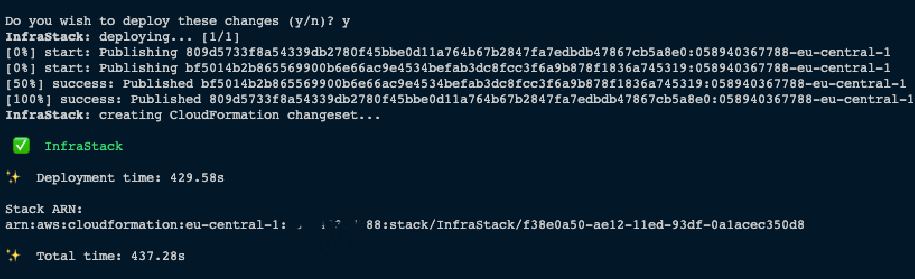 Do you wish to deploy these changes (y/n)? y
InfraStack: deploying... [1/1]
[0%] start: Publishing 809d5733f8a54339db2780f45bbe0d11a764b67b2847fa7edbdb47867cb5a8e0:058940367788-eu-central-1
[0%] start: Publishing bf5014b2b865569900b6e66ac9e4534befab3dc8fcc3f6a9b878f1836a745319:058940367788-eu-central-1
[50%] success: Published bf5014b2b865569900b6e66ac9e4534befab3dc8fcc3f6a9b878f1836a745319:058940367788-eu-central-1
[100%] success: Published 809d5733f8a54339db2780f45bbe0d11a764b67b2847fa7edbdb47867cb5a8e0:058940367788-eu-central-1
InfraStack: creating CloudFormation changeset...
✅ InfraStack
✨ Deployment time: 429.58s
Stack ARN:
arn:aws:cloudformation:eu-central-1: 88:stack/InfraStack/f38e0a50-ae12-11ed-93df-0a1acec350d8
✨ Total time: 437.28s